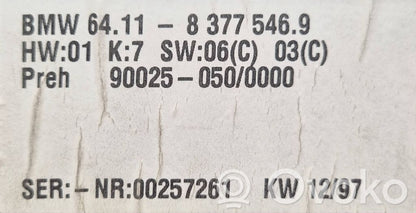 BMW 64.11 - 8 377 546.9
HW:01 K:7 SW:06(C) 03(C)
Preh 90025-050/0000
SER:-NR:00257261 KW 12/97
Ovoko